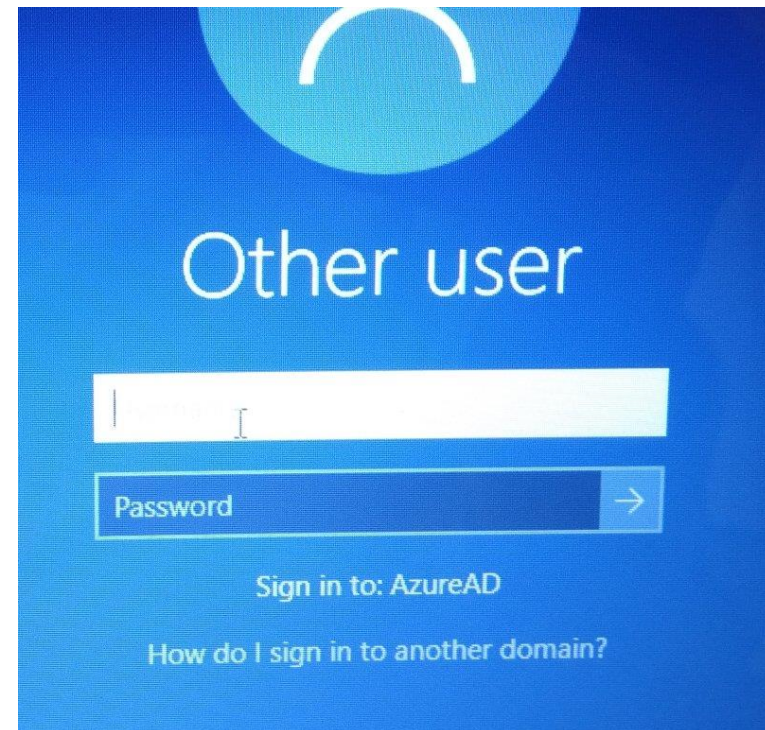 Other user
Password
Sign in to: AzureAD
How do I sign in to another domain?